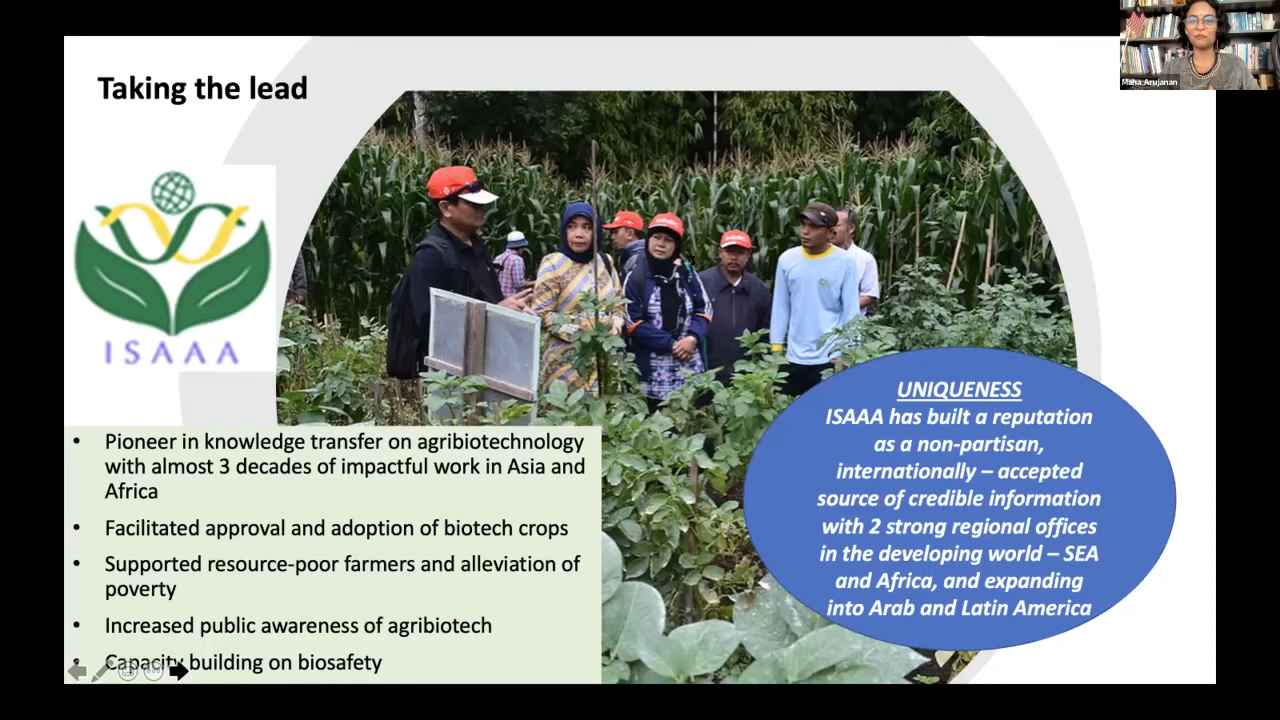 Taking the lead
Maha Arujanan
ISAAA
• Pioneer in knowledge transfer on agribiotechnology
with almost 3 decades of impactful work in Asia and
Africa
• Facilitated approval and adoption of biotech crops
• Supported resource-poor farmers and alleviation of
poverty
• Increased public awareness of agribiotech
• Capacity building on biosafety
UNIQUENESS
ISAAA has built a reputation
as a non-partisan,
internationally – accepted
source of credible information
with 2 strong regional offices
in the developing world – SEA
and Africa, and expanding
into Arab and Latin America